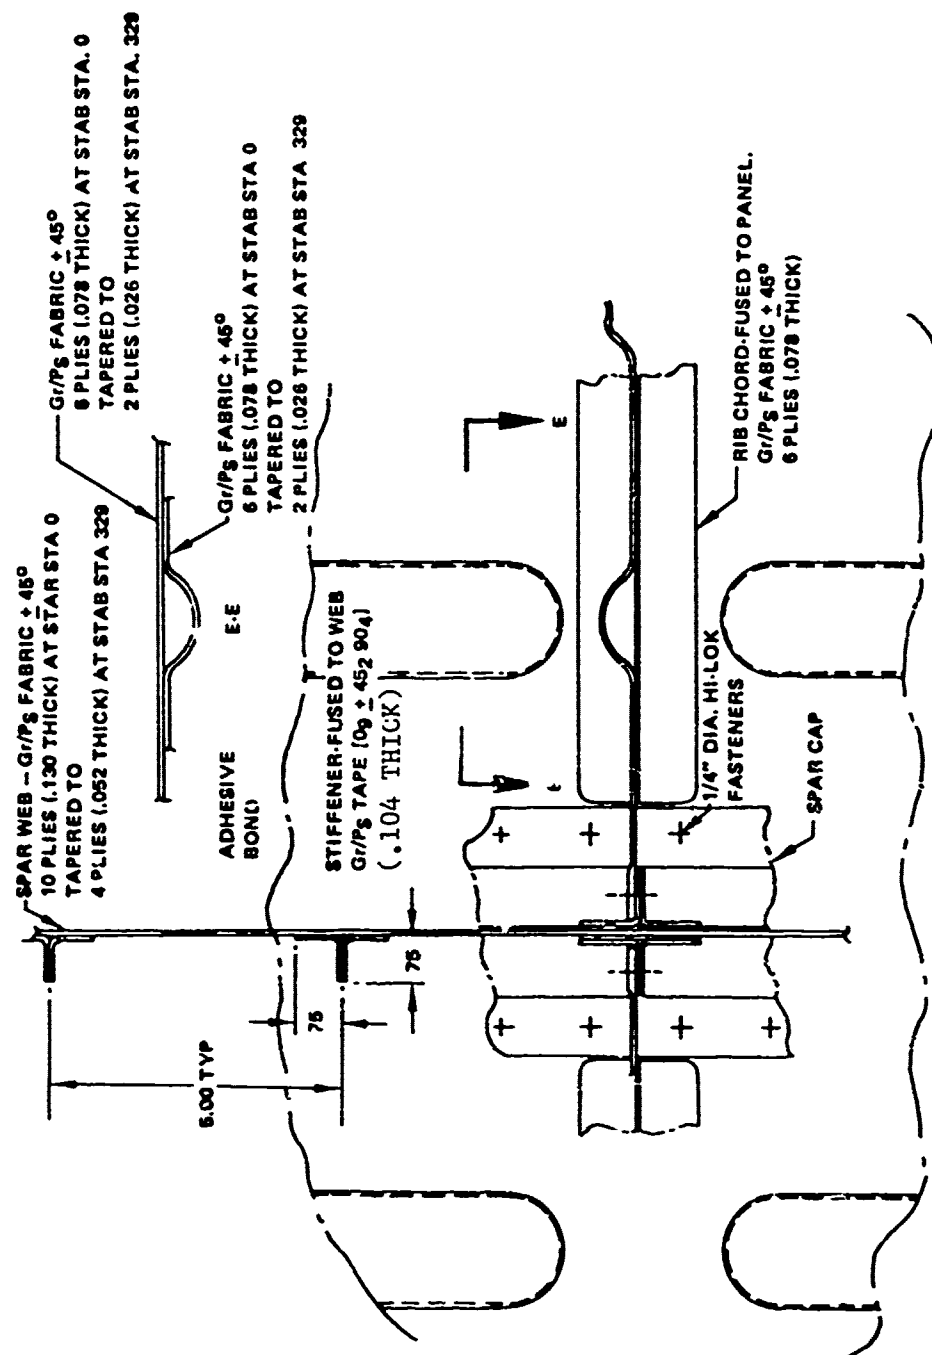 SPAR WEB – Gr/PS FABRIC ± 45°
10 PLIES (.130 THICK) AT STAR STA 0
TAPERED TO
4 PLIES (.052 THICK) AT STAB STA 329
Gr/PS FABRIC ± 45°
6 PLIES (.078 THICK) AT STAB STA. 0
TAPERED TO
2 PLIES (.026 THICK) AT STAB STA. 329
Gr/PS FABRIC ± 45°
6 PLIES (.078 THICK) AT STAB STA 0
TAPERED TO
2 PLIES (.026 THICK) AT STAB STA 329
E-E
ADHESIVE
BOND
STIFFENER-FUSED TO WEB
Gr/PS TAPE [09 ± 452 904]
(.104 THICK)
5.00 TYP
75
75
E
RIB CHORD-FUSED TO PANEL.
Gr/PS FABRIC ± 45°
6 PLIES (.078 THICK)
1/4" DIA. HI-LOK
FASTENERS
SPAR CAP